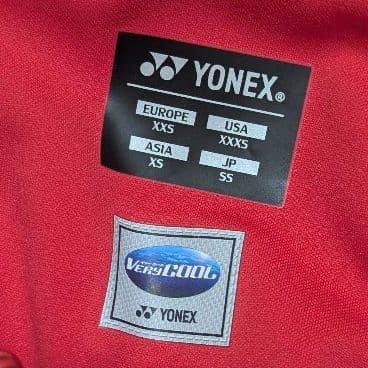 YONEX®
EUROPE USA
XXS XXXS
ASIA JP
XS SS
VERYCOOL
YONEX